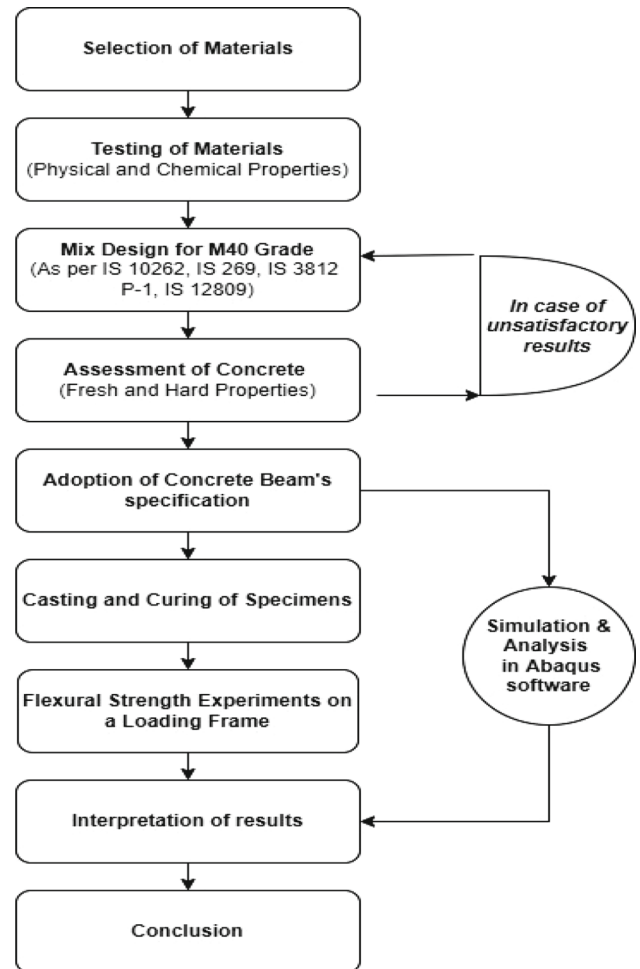 Selection of Materials
Testing of Materials
(Physical and Chemical Properties)
Mix Design for M40 Grade
(As per IS 10262, IS 269, IS 3812
P-1, IS 12809)
In case of
unsatisfactory
results
Assessment of Concrete
(Fresh and Hard Properties)
Adoption of Concrete Beam's
specification
Casting and Curing of Specimens
Simulation &
Analysis
in Abaqus
software
Flexural Strength Experiments on
a Loading Frame
Interpretation of results
Conclusion